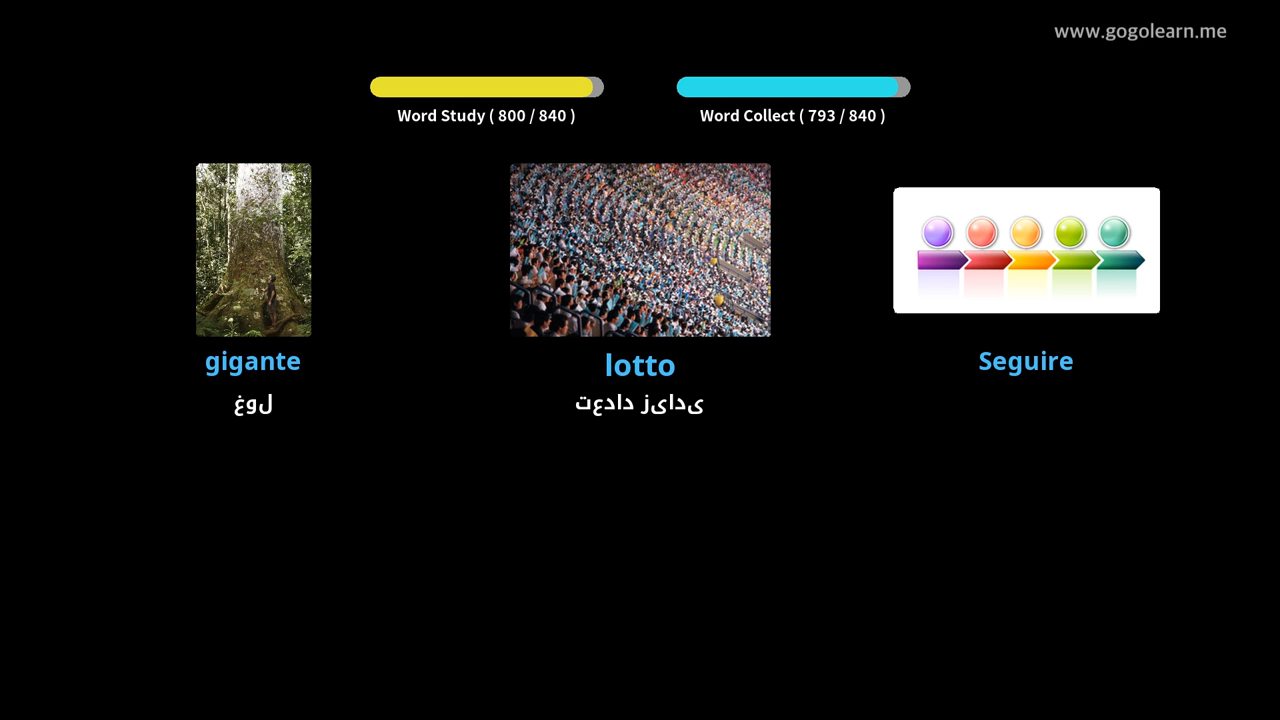 www.gogolearn.me
Word Study ( 800 / 840 )
Word Collect ( 793 / 840 )
gigante
غول
lotto
تعداد زیادی
Seguire